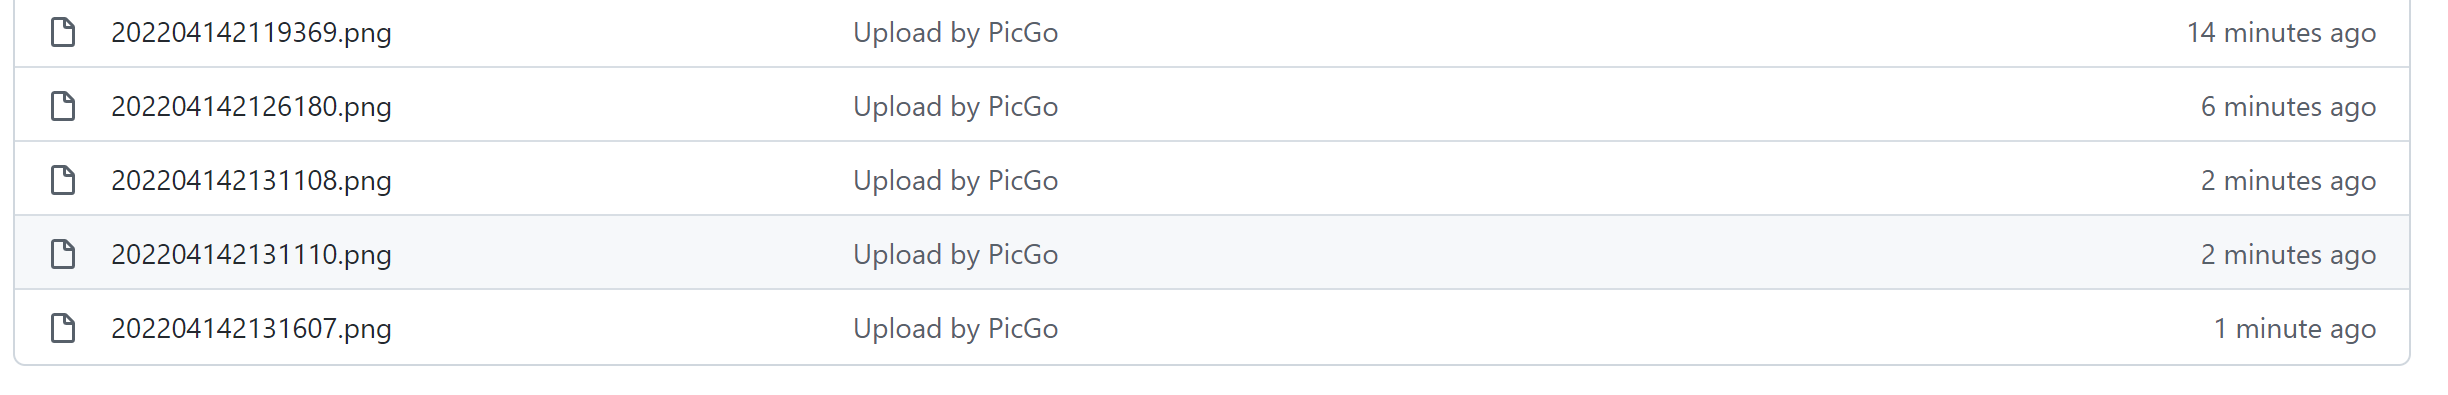 202204142119369.png Upload by PicGo 14 minutes ago
202204142126180.png Upload by PicGo 6 minutes ago
202204142131108.png Upload by PicGo 2 minutes ago
202204142131110.png Upload by PicGo 2 minutes ago
202204142131607.png Upload by PicGo 1 minute ago